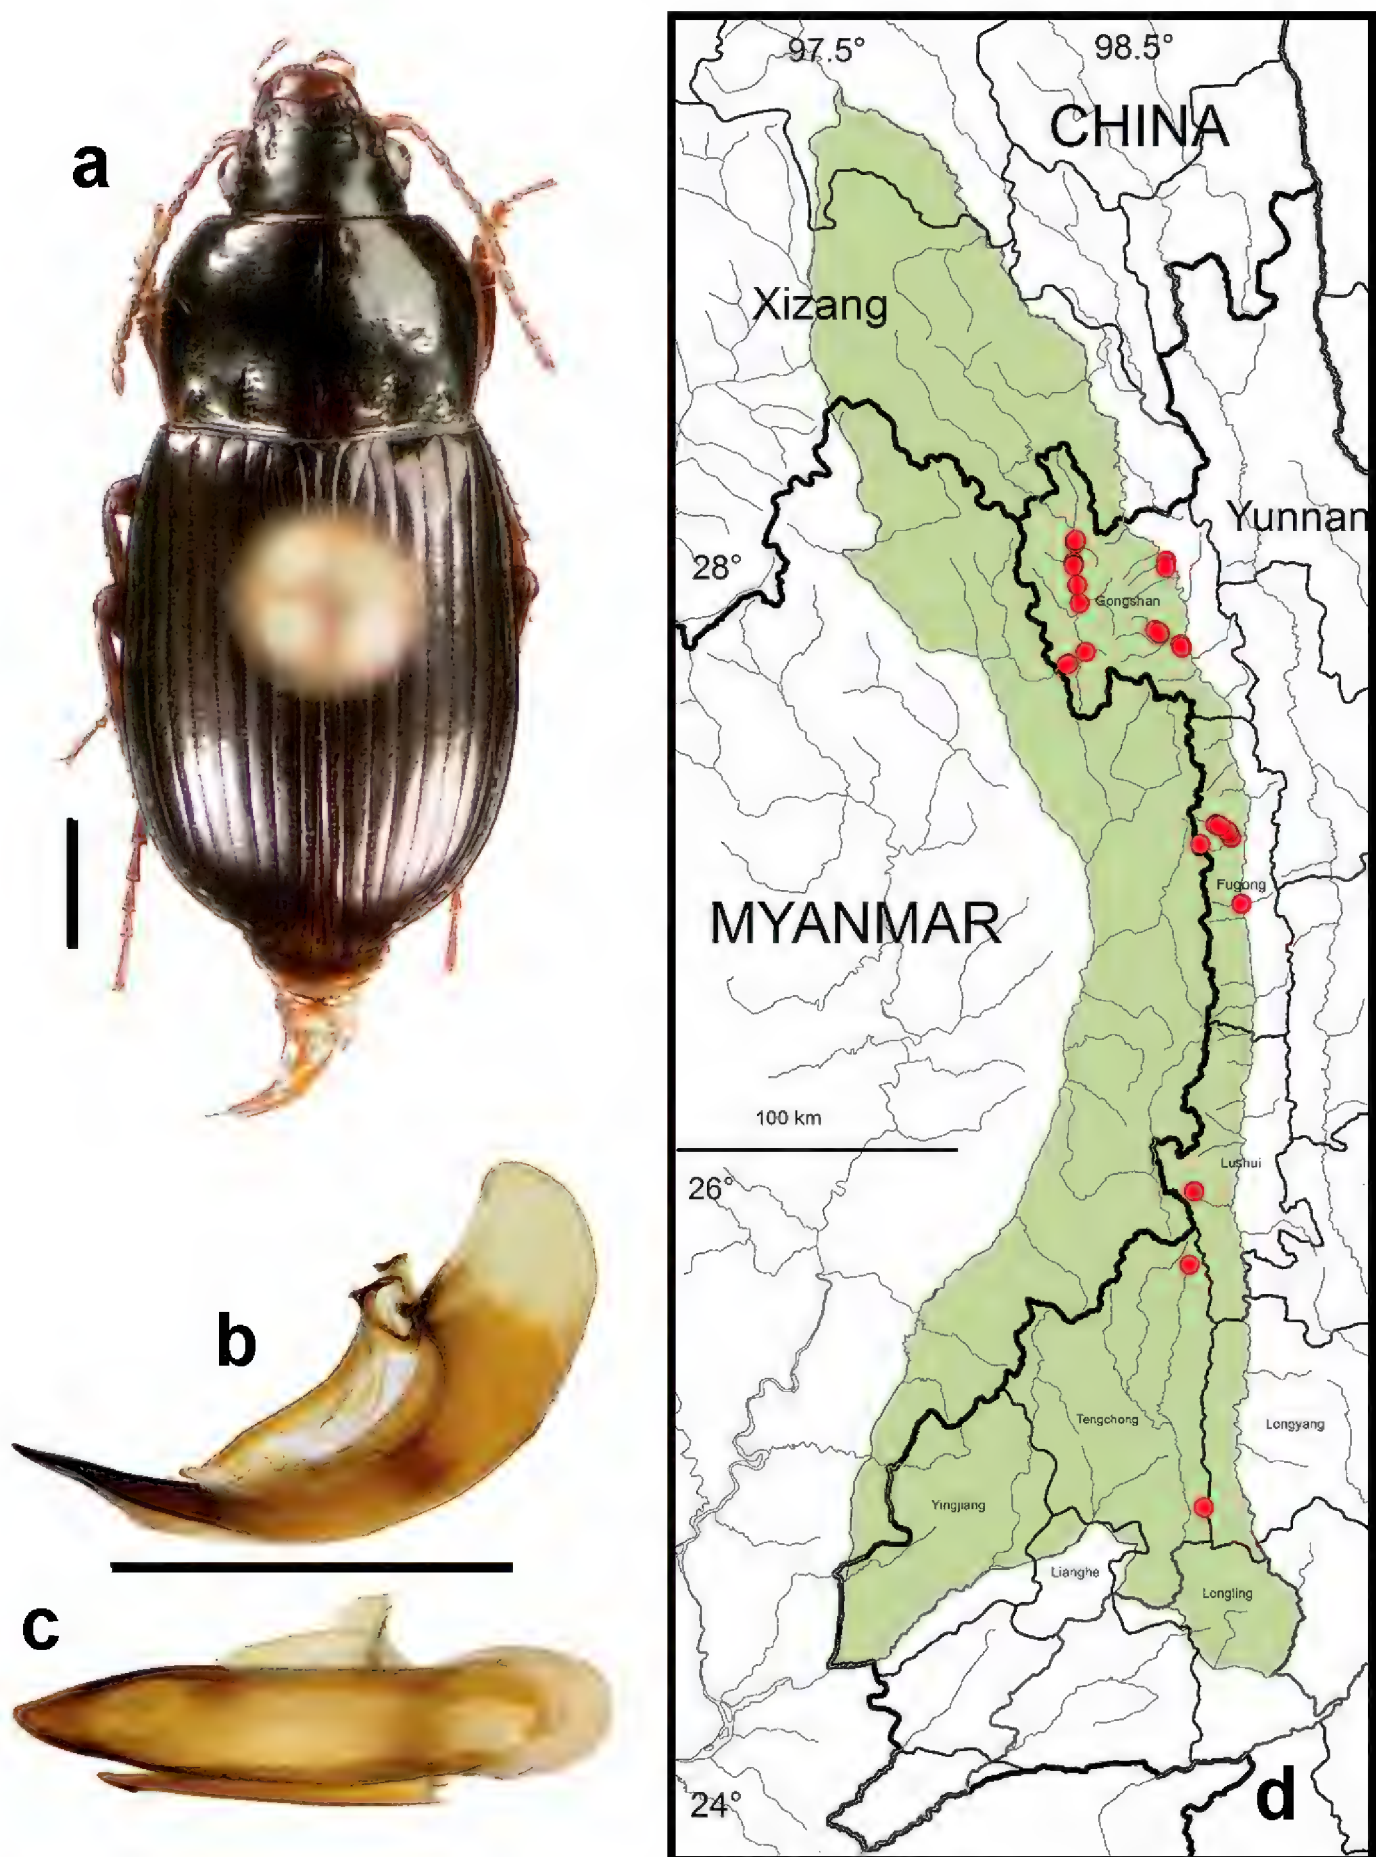 a
97.5°
98.5°
CHINA
Xizang
Yunnan
28°
Gongshan
Fugong
MYANMAR
100 km
Lushui
26°
b
Tengchong
Longyang
Yingjiang
Lianghe
Longling
c
24°
d